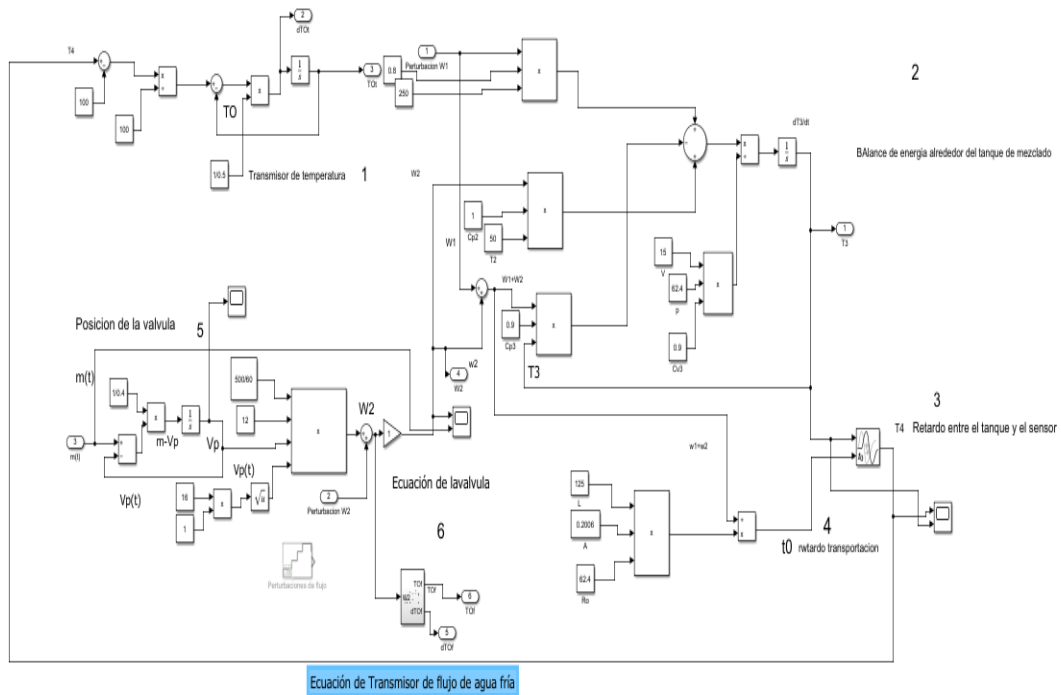 2
dTOt
T4
100
100
TO
1/0.5
1
s
3
TOt
Transmisor de temperatura
1
1
Perturbacion W1
0.8
250
2
dT3/dt
1
s
BAlance de energia alrededor del tanque de mezclado
W2
1
Cp2
50
T2
W1
W1+W2
0.9
Cp3
T3
15
V
62.4
p
0.9
Cv3
1
T3
Posicion de la valvula
5
m(t)
1/0.4
3
m(t)
m-Vp
1
s
Vp
Vp(t)
Vp(t)
16
1
√u
500/60
12
W2
1
2
Perturbacion W2
w2
4
W2
Ecuación de lavalvula
6
Perturbaciones de flujo
W2
TOf
dTOf
TOf
6
TOf
5
dTOf
w1+w2
125
L
0.2006
A
62.4
Ro
3
T4
Retardo entre el tanque y el sensor
4
t0
rwtardo transportacion
Ecuación de Transmisor de flujo de agua fría